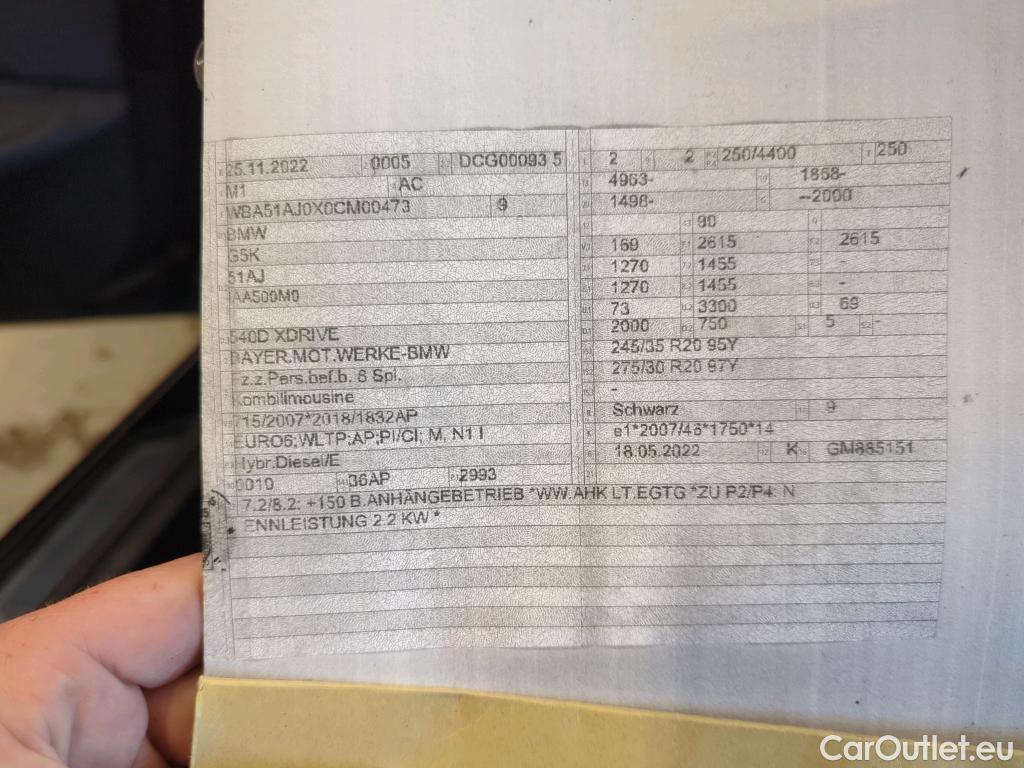 25.11.2022 0005 DCG00093 5 2 2 250/4400 250
M1 AC 4963- 1868-
WBA51AJ0X0CM00473 9 1498- --2000
BMW 90
G5K 169 2615 2615
51AJ 1270 1455 -
IAA500M0 1270 1455 -
73 3300 69
540D XDRIVE 2000 750 5 -
BAYER.MOT.WERKE-BMW 245/35 R20 95Y
z.z.Pers.bef.b. 8 Spl. 275/30 R20 97Y
Kombilimousine -
715/2007*2018/1832AP Schwarz 9
EURO6;WLTP;AP;PI/CI; M, N1 I e1*2007/46*1750*14
Hybr.Diesel/E 18.05.2022 K GM885151
0010 36AP 2993
7.2/8.2: +150 B.ANHÄNGEBETRIEB *WW.AHK LT.EGTG *ZU P2/P4: N
ENNLEISTUNG 2 2 KW *
CarOutlet.eu